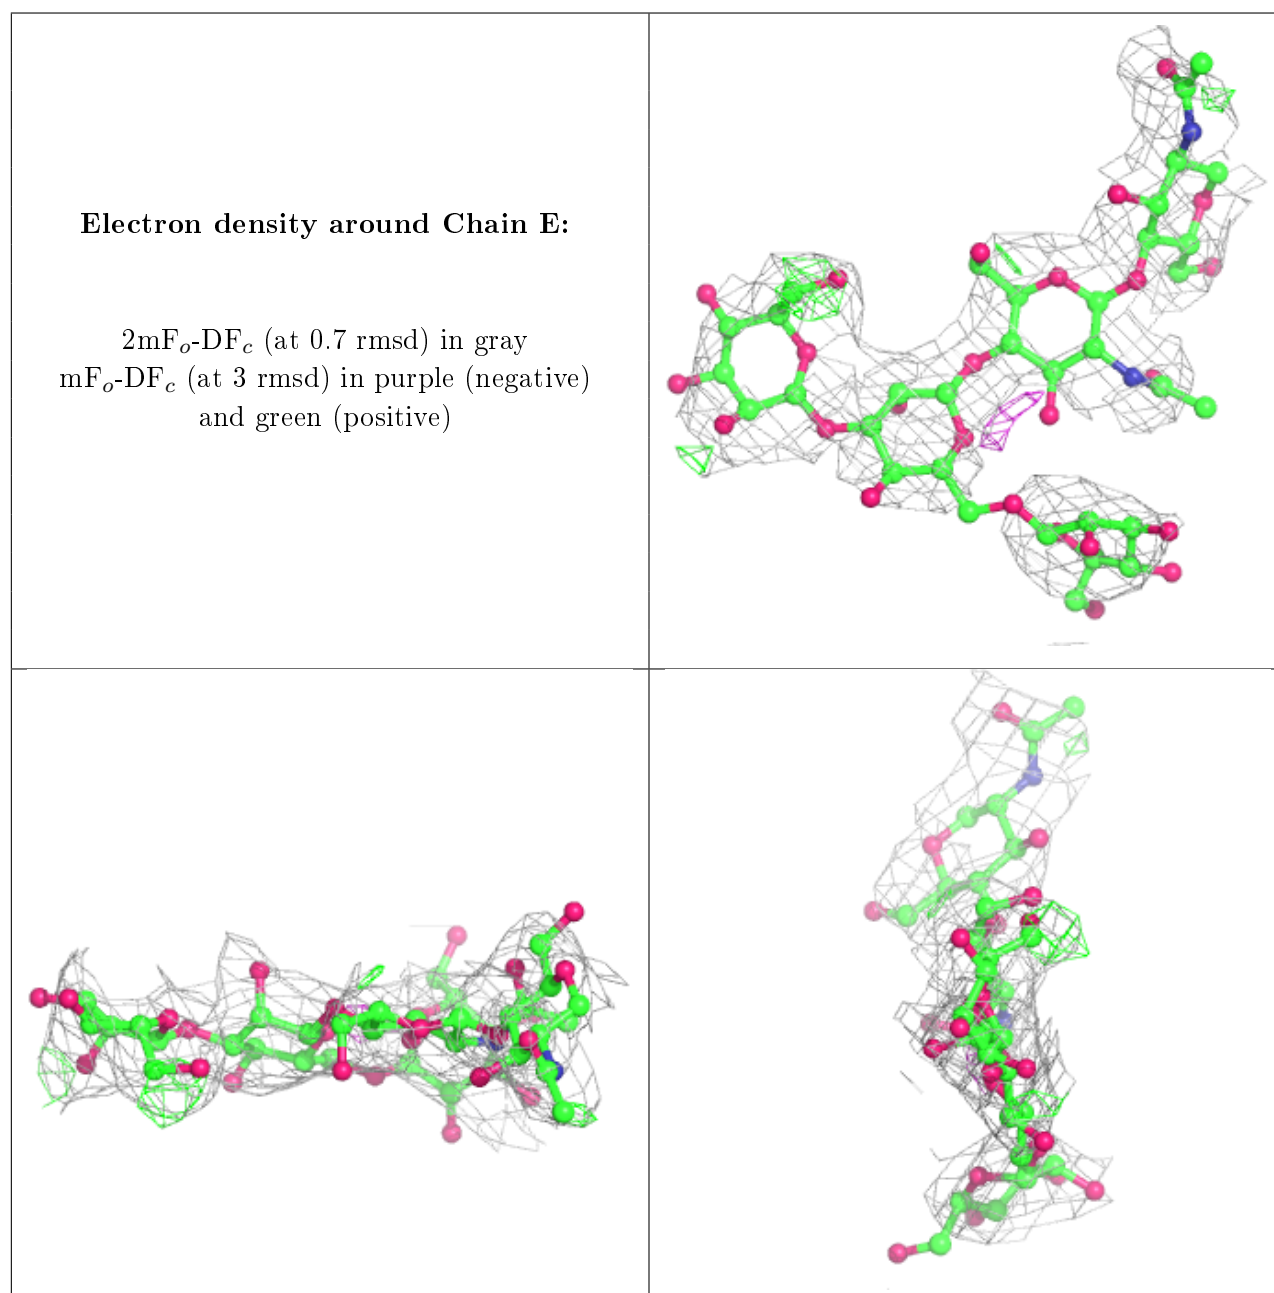 Electron density around Chain E:
2mFₒ-DF𝒸 (at 0.7 rmsd) in gray
mFₒ-DF𝒸 (at 3 rmsd) in purple (negative)
and green (positive)